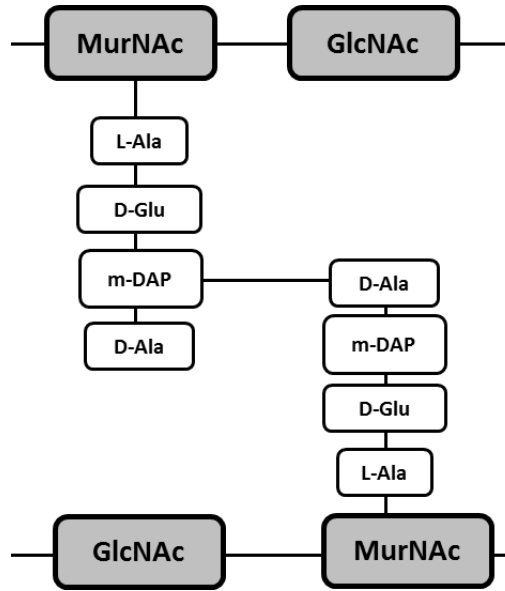 MurNAc GlcNAc
L-Ala
D-Glu
m-DAP D-Ala
D-Ala m-DAP
D-Glu
L-Ala
GlcNAc MurNAc